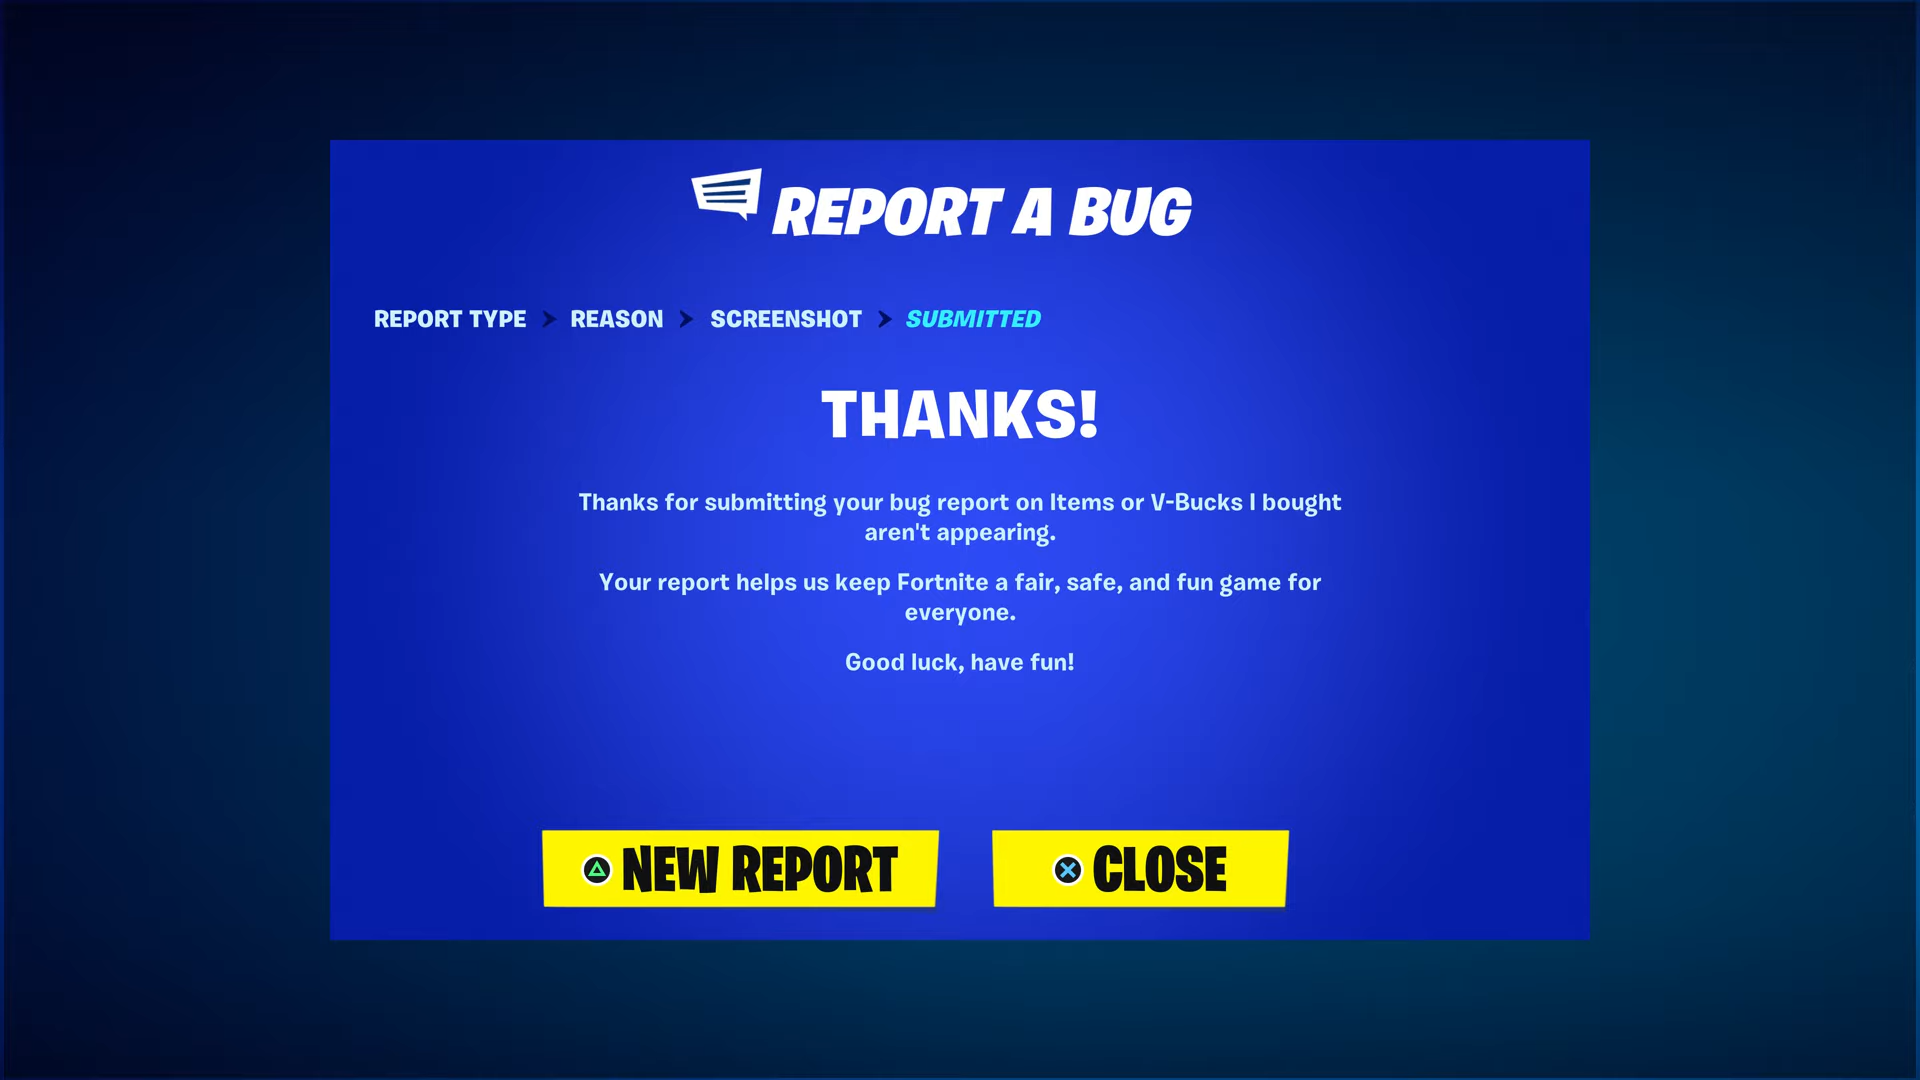 REPORT A BUG
REPORT TYPE > REASON > SCREENSHOT > SUBMITTED
THANKS!
Thanks for submitting your bug report on Items or V-Bucks I bought
aren't appearing.
Your report helps us keep Fortnite a fair, safe, and fun game for
everyone.
Good luck, have fun!
NEW REPORT
CLOSE